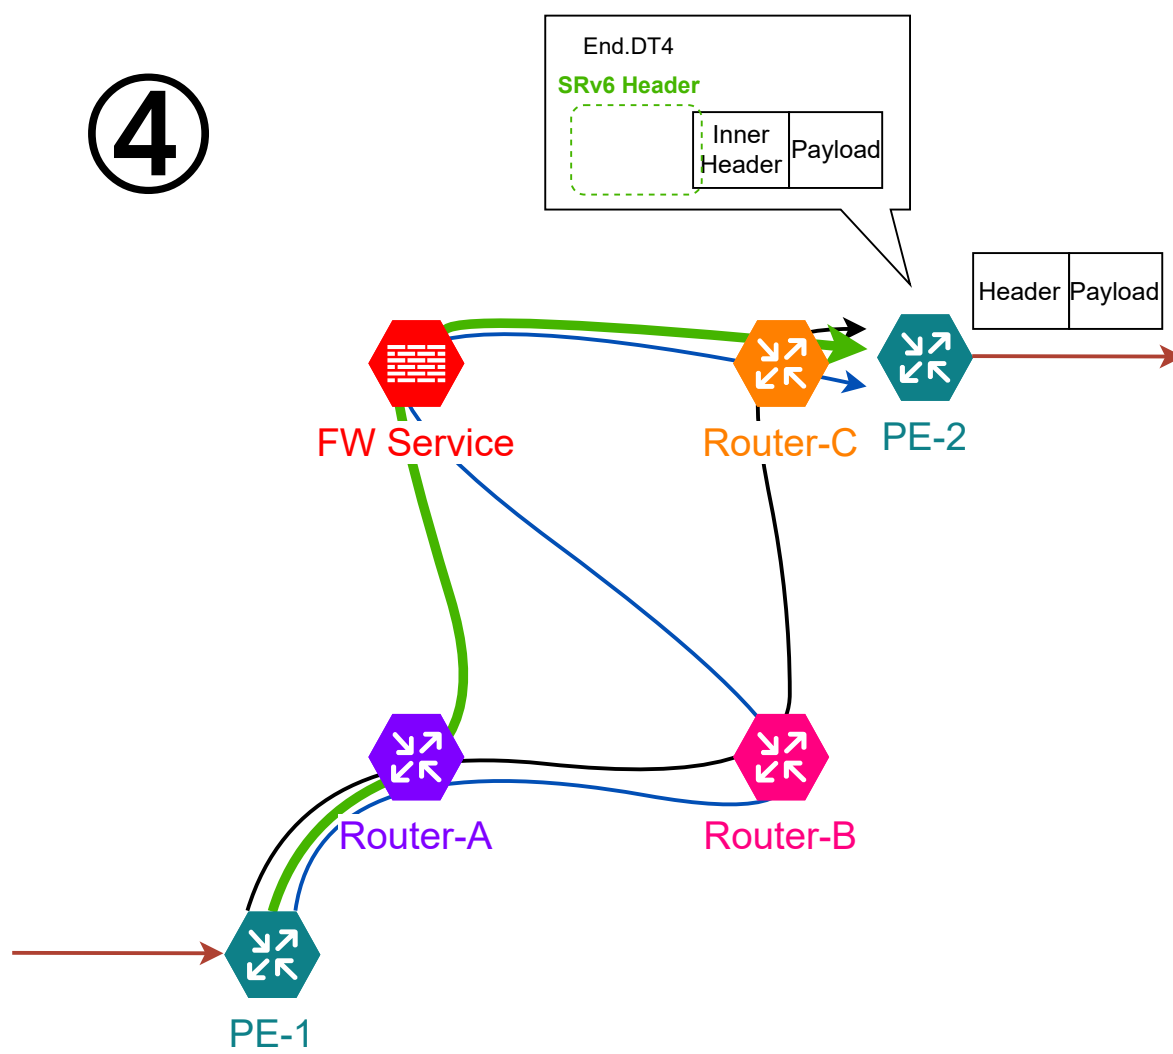 ④
End.DT4
SRv6 Header
Inner
Header
Payload
Header
Payload
FW Service
Router-C
PE-2
Router-A
Router-B
PE-1